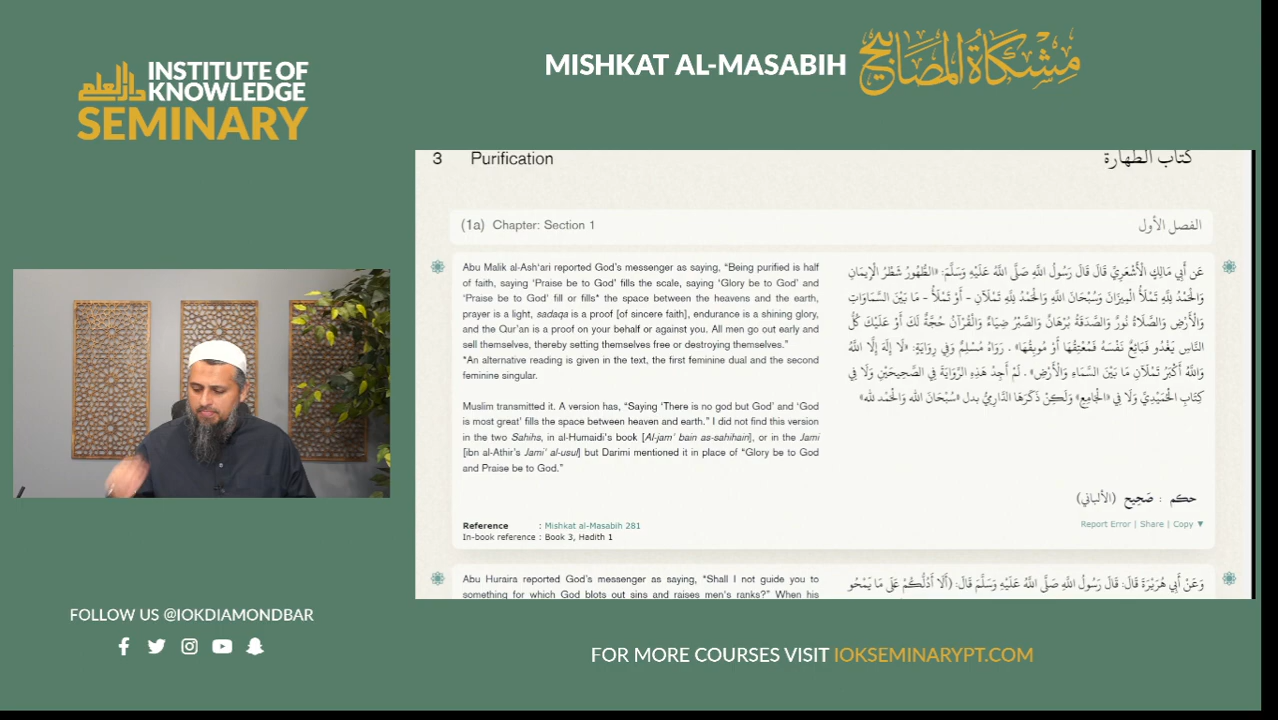 دار العلم
INSTITUTE OF
KNOWLEDGE
SEMINARY
MISHKAT AL-MASABIH
مِشْكَاةُ الْمَصَابِيحِ
3 Purification
كتاب الطهارة
(1a) Chapter: Section 1
الفصل الأول
Abu Malik al-Ash'ari reported God's messenger as saying, “Being purified is half
of faith, saying ‘Praise be to God’ fills the scale, saying ‘Glory be to God’ and
‘Praise be to God’ fill or fills* the space between the heavens and the earth,
prayer is a light, sadaqa is a proof [of sincere faith], endurance is a shining glory,
and the Qur’an is a proof on your behalf or against you. All men go out early and
sell themselves, thereby setting themselves free or destroying themselves.”
*An alternative reading is given in the text, the first feminine dual and the second
feminine singular.
Muslim transmitted it. A version has, “Saying ‘There is no god but God’ and ‘God
is most great’ fills the space between heaven and earth.” I did not find this version
in the two Sahihs, in al-Humaidi's book [Al-jam’ bain as-sahihain], or in the Jami
[ibn al-Athir's Jami’ al-usul] but Darimi mentioned it in place of “Glory be to God
and Praise be to God.”
عَن أَبِي مَالِكٍ الْأَشْعَرِيِّ قَالَ قَالَ رَسُولُ اللَّهِ صَلَّى اللَّهُ عَلَيْهِ وَسَلَّمَ: «الطُّهُورُ شَطْرُ الْإِيمَانِ
وَالْحَمْدُ لِلَّهِ تَمْلَأُ الْمِيزَانَ وَسُبْحَانَ اللَّهِ وَالْحَمْدُ لِلَّهِ تَمْلَآنِ - أَوْ تَمْلَأُ - مَا بَيْنَ السَّمَاوَاتِ
وَالْأَرْضِ وَالصَّلَاةُ نُورٌ وَالصَّدَقَةُ بُرْهَانٌ وَالصَّبْرُ ضِيَاءٌ وَالْقُرْآنُ حُجَّةٌ لَكَ أَوْ عَلَيْكَ كُلُّ
النَّاسِ يَغْدُو فَبَائِعٌ نَفْسَهُ فَمُعْتِقُهَا أَوْ مُوبِقُهَا» . رَوَاهُ مُسْلِمٌ وَفِي رِوَايَةٍ: «لَا إِلَهَ إِلَّا اللَّهُ
وَاللَّهُ أَكْبَرُ تَمْلَآنِ مَا بَيْنَ السَّمَاءِ وَالْأَرْضِ» . لَمْ أَجِدْ هَذِهِ الرِّوَايَةَ فِي الصَّحِيحَيْنِ وَلَا فِي
كِتَابِ الْحُمَيْدِيِّ وَلَا فِي «الْجَامِعِ» وَلَكِنْ ذَكَرَهَا الدَّارِمِيُّ بدل «سُبْحَانَ الله وَالْحَمْد لله»
حكم : صَحِيح (الألباني)
Reference : Mishkat al-Masabih 281
In-book reference : Book 3, Hadith 1
Report Error | Share | Copy ▼
Abu Huraira reported God's messenger as saying, “Shall I not guide you to
something for which God blots out sins and raises men's ranks?” When his
وَعَنْ أَبِي هُرَيْرَةَ قَالَ: قَالَ رَسُولُ اللَّهِ صَلَّى اللَّهُ عَلَيْهِ وَسَلَّمَ قَالَ: (أَلَا أَدُلُّكُمْ عَلَى مَا يَمْحُو
FOLLOW US @IOKDIAMONDBAR
FOR MORE COURSES VISIT IOKSEMINARYPT.COM